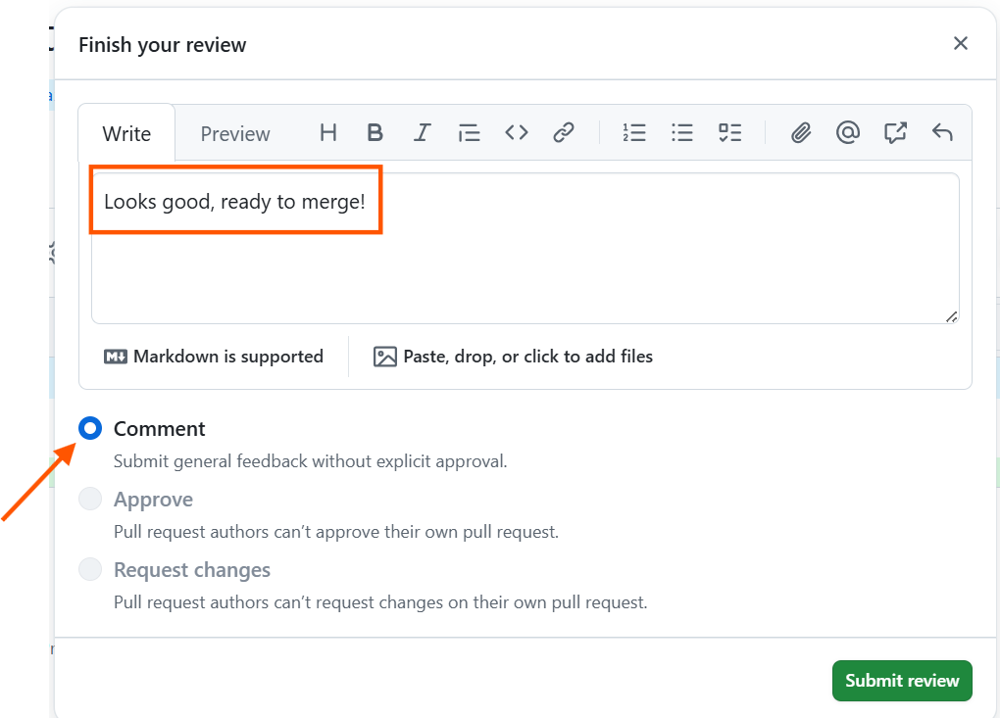 Finish your review
Write Preview
Looks good, ready to merge!
Markdown is supported Paste, drop, or click to add files
Comment
Submit general feedback without explicit approval.
Approve
Pull request authors can’t approve their own pull request.
Request changes
Pull request authors can’t request changes on their own pull request.
Submit review